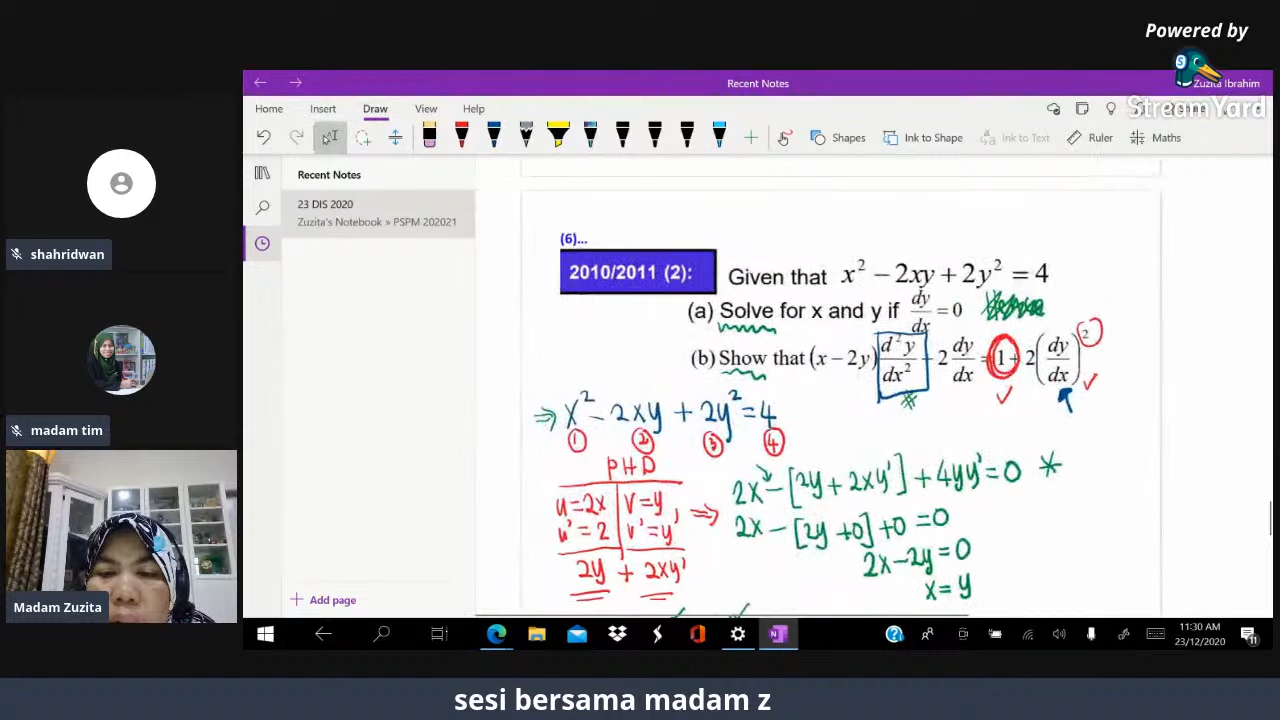 Powered by
StreamYard
Recent Notes
Zuzita Ibrahim
Home Insert Draw View Help
Shapes Ink to Shape Ink to Text Ruler Maths
Recent Notes
23 DIS 2020
Zuzita's Notebook » PSPM 202021
Add page
(6)...
2010/2011 (2):
Given that x² − 2xy + 2y² = 4
(a) Solve for x and y if dy/dx = 0
(b) Show that (x − 2y) d²y/dx² + 2 dy/dx = 1 + 2(dy/dx)²
⇒ x² − 2xy + 2y² = 4
① ② ③ ④
PHD
u = 2x v = y
u' = 2 v' = y'
2y + 2xy'
⇒ 2x − [2y + 2xy'] + 4yy' = 0 *
2x − [2y + 0] + 0 = 0
2x − 2y = 0
x = y
shahridwan
madam tim
Madam Zuzita
11:30 AM
23/12/2020
11
sesi bersama madam z